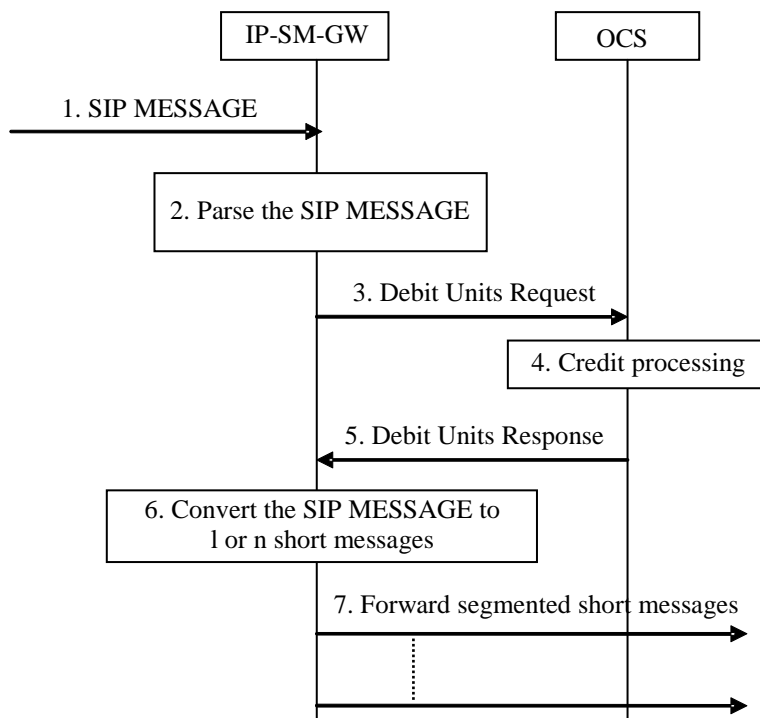 IP-SM-GW
OCS
1. SIP MESSAGE
2. Parse the SIP MESSAGE
3. Debit Units Request
4. Credit processing
5. Debit Units Response
6. Convert the SIP MESSAGE to
l or n short messages
7. Forward segmented short messages